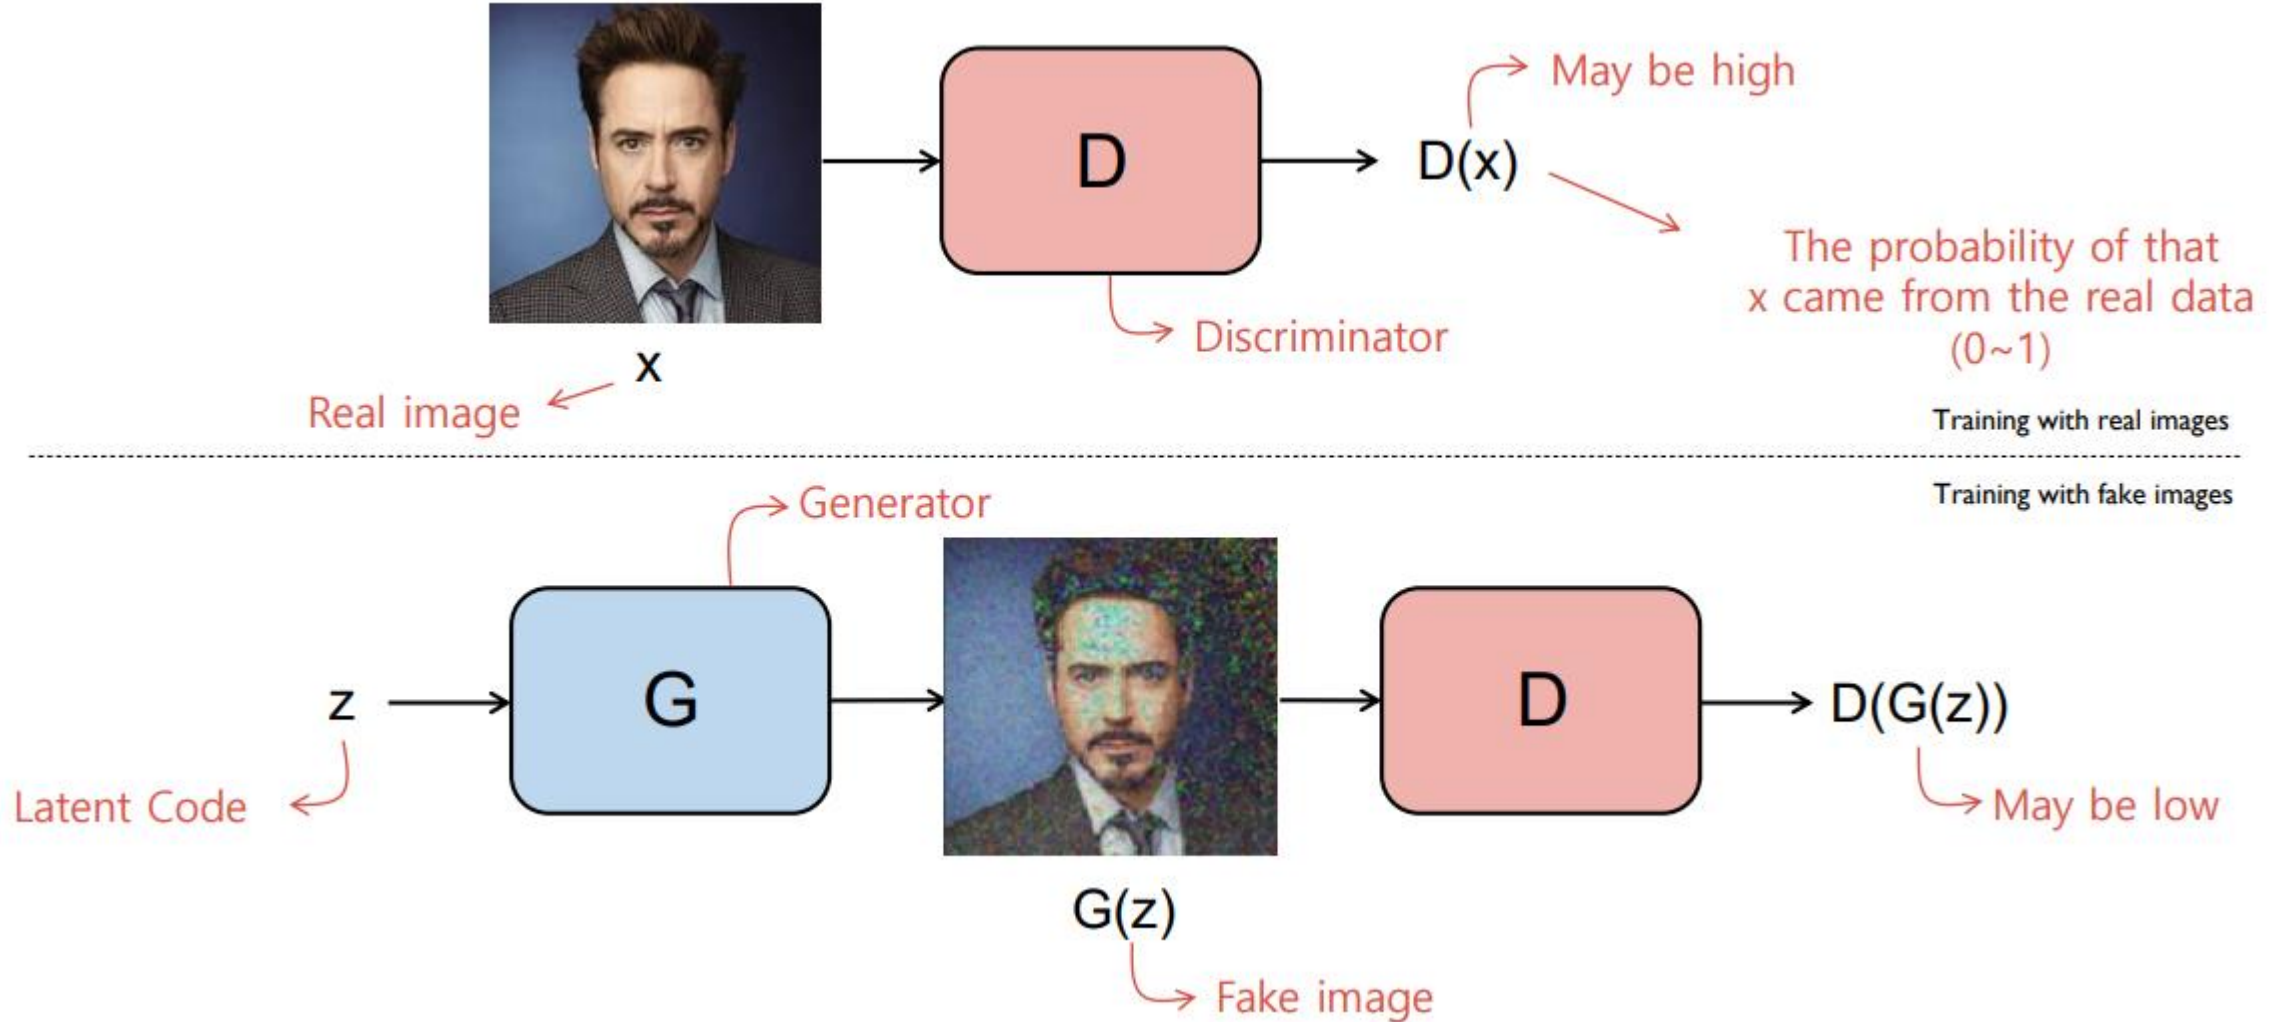 May be high
D
D(x)
The probability of that
x came from the real data
(0~1)
Discriminator
x
Real image
Training with real images
Training with fake images
Generator
z
G
D
D(G(z))
Latent Code
May be low
G(z)
Fake image